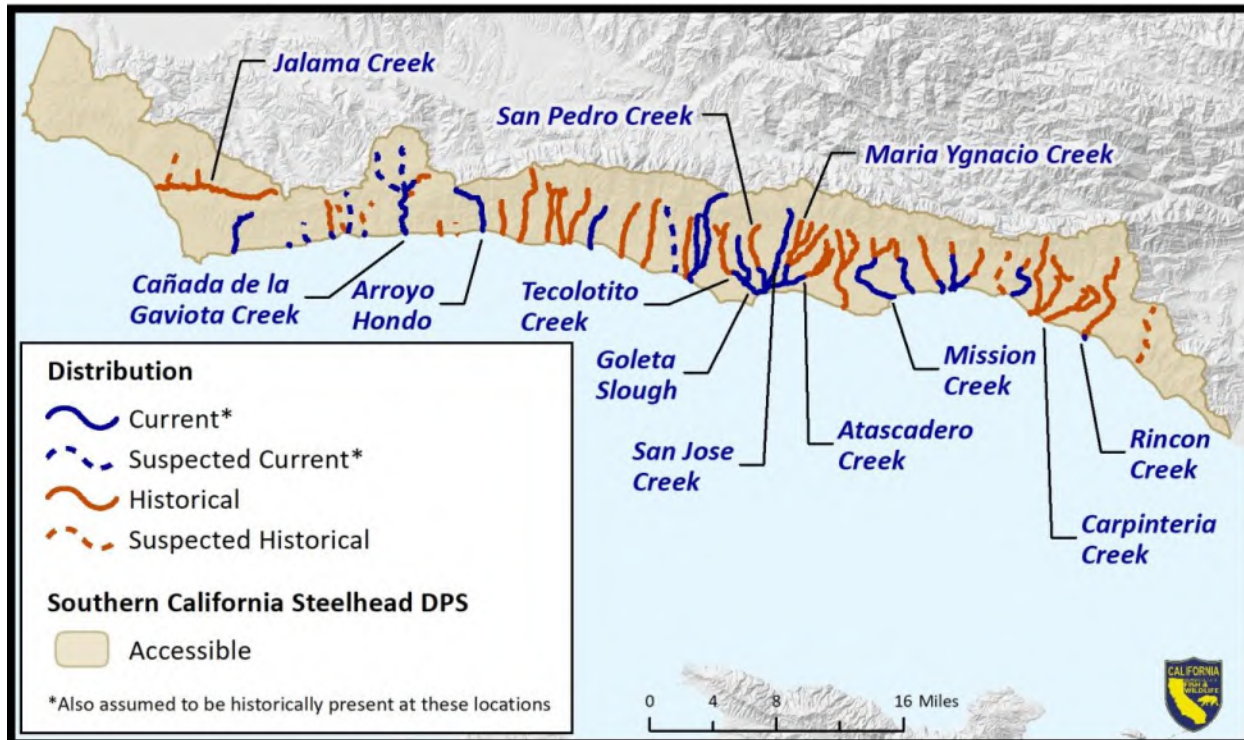 Jalama Creek
San Pedro Creek
Maria Ygnacio Creek
Cañada de la
Gaviota Creek
Arroyo
Hondo
Tecolotito
Creek
Goleta
Slough
San Jose
Creek
Atascadero
Creek
Mission
Creek
Rincon
Creek
Carpinteria
Creek
Distribution
Current*
Suspected Current*
Historical
Suspected Historical
Southern California Steelhead DPS
Accessible
*Also assumed to be historically present at these locations
0 4 8 16 Miles
CALIFORNIA
FISH &
WILDLIFE